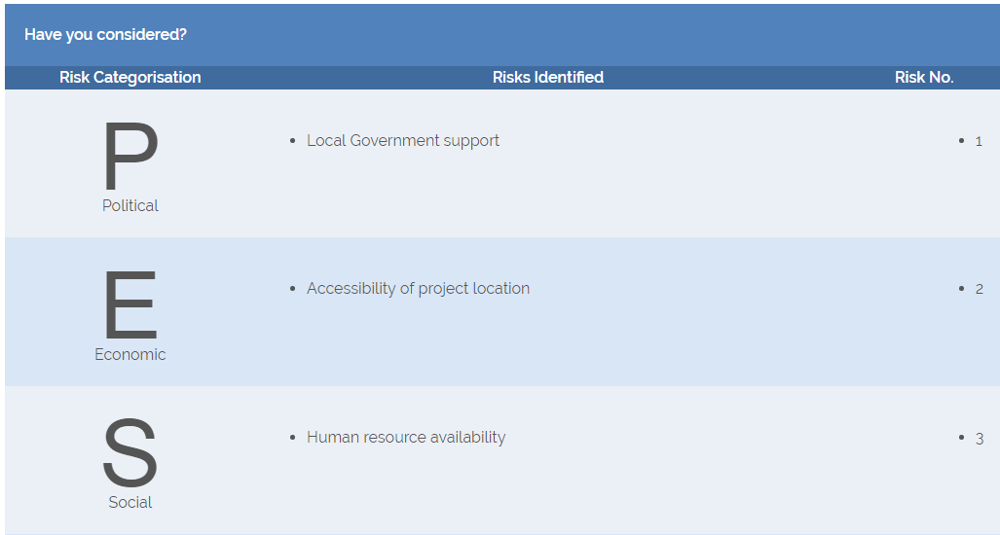 Have you considered?
Risk Categorisation Risks Identified Risk No.
P
Political
• Local Government support
• 1
E
Economic
• Accessibility of project location
• 2
S
Social
• Human resource availability
• 3